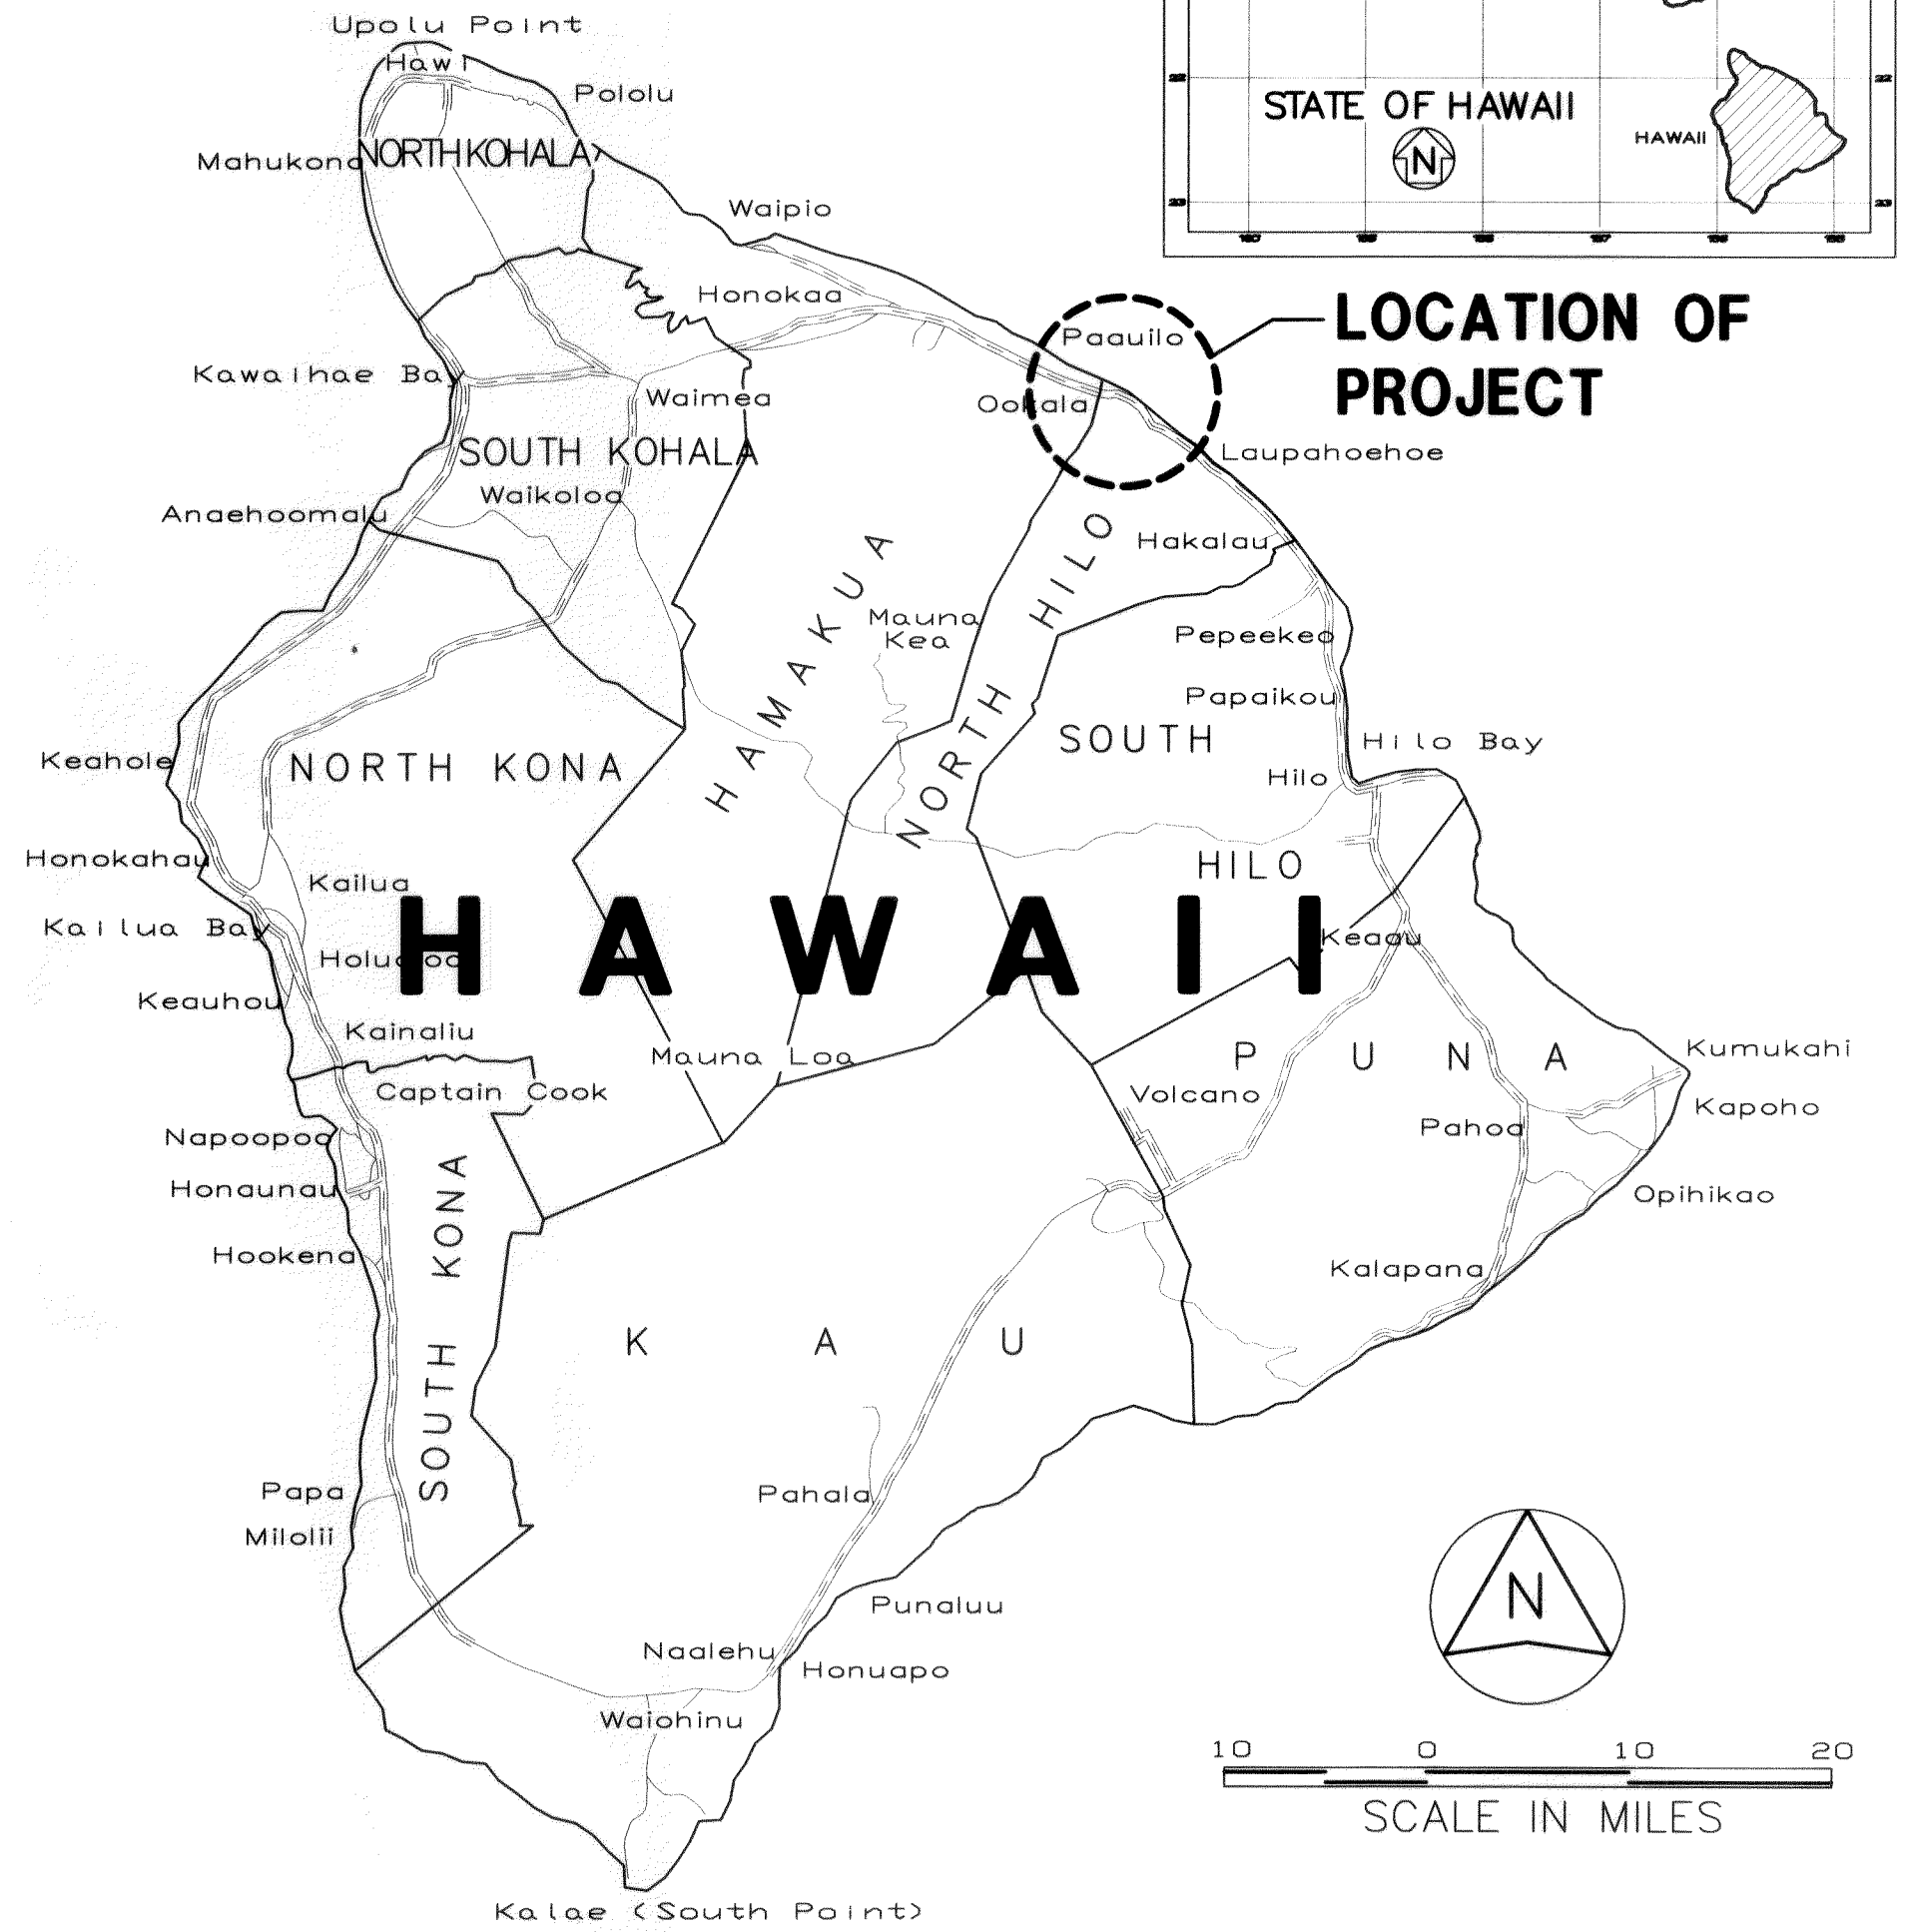 Upolu Point
Hawi
Pololu
NORTH KOHALA
Mahukona
Waipio
22
22
STATE OF HAWAII
N
HAWAII
LOCATION OF
PROJECT
Honokaa
Paauilo
Kawaihae Bay
Waimea
Ookala
SOUTH KOHALA
Laupahoehoe
Waikoloa
Anaehoomalu
Hakalau
HAMAKUA
Mauna
Kea
NORTH HILO
Pepeekeo
Papaikou
SOUTH
HILO
Hilo Bay
Keahole
NORTH KONA
Hilo
Honokahau
Kailua
HAWAII
Kailua Bay
Keaau
Keauhou
Kainaliu
Mauna Loa
PUNA
Kumukahi
Captain Cook
Volcano
Kapoho
Napoopoo
Pahoa
Honaunau
Opihikao
SOUTH KONA
Hookena
Kalapana
KAU
Papa
Pahala
Milolii
Punaluu
N
Naalehu
Honuapo
Waiohinu
10 0 10 20
SCALE IN MILES
Kalae (South Point)